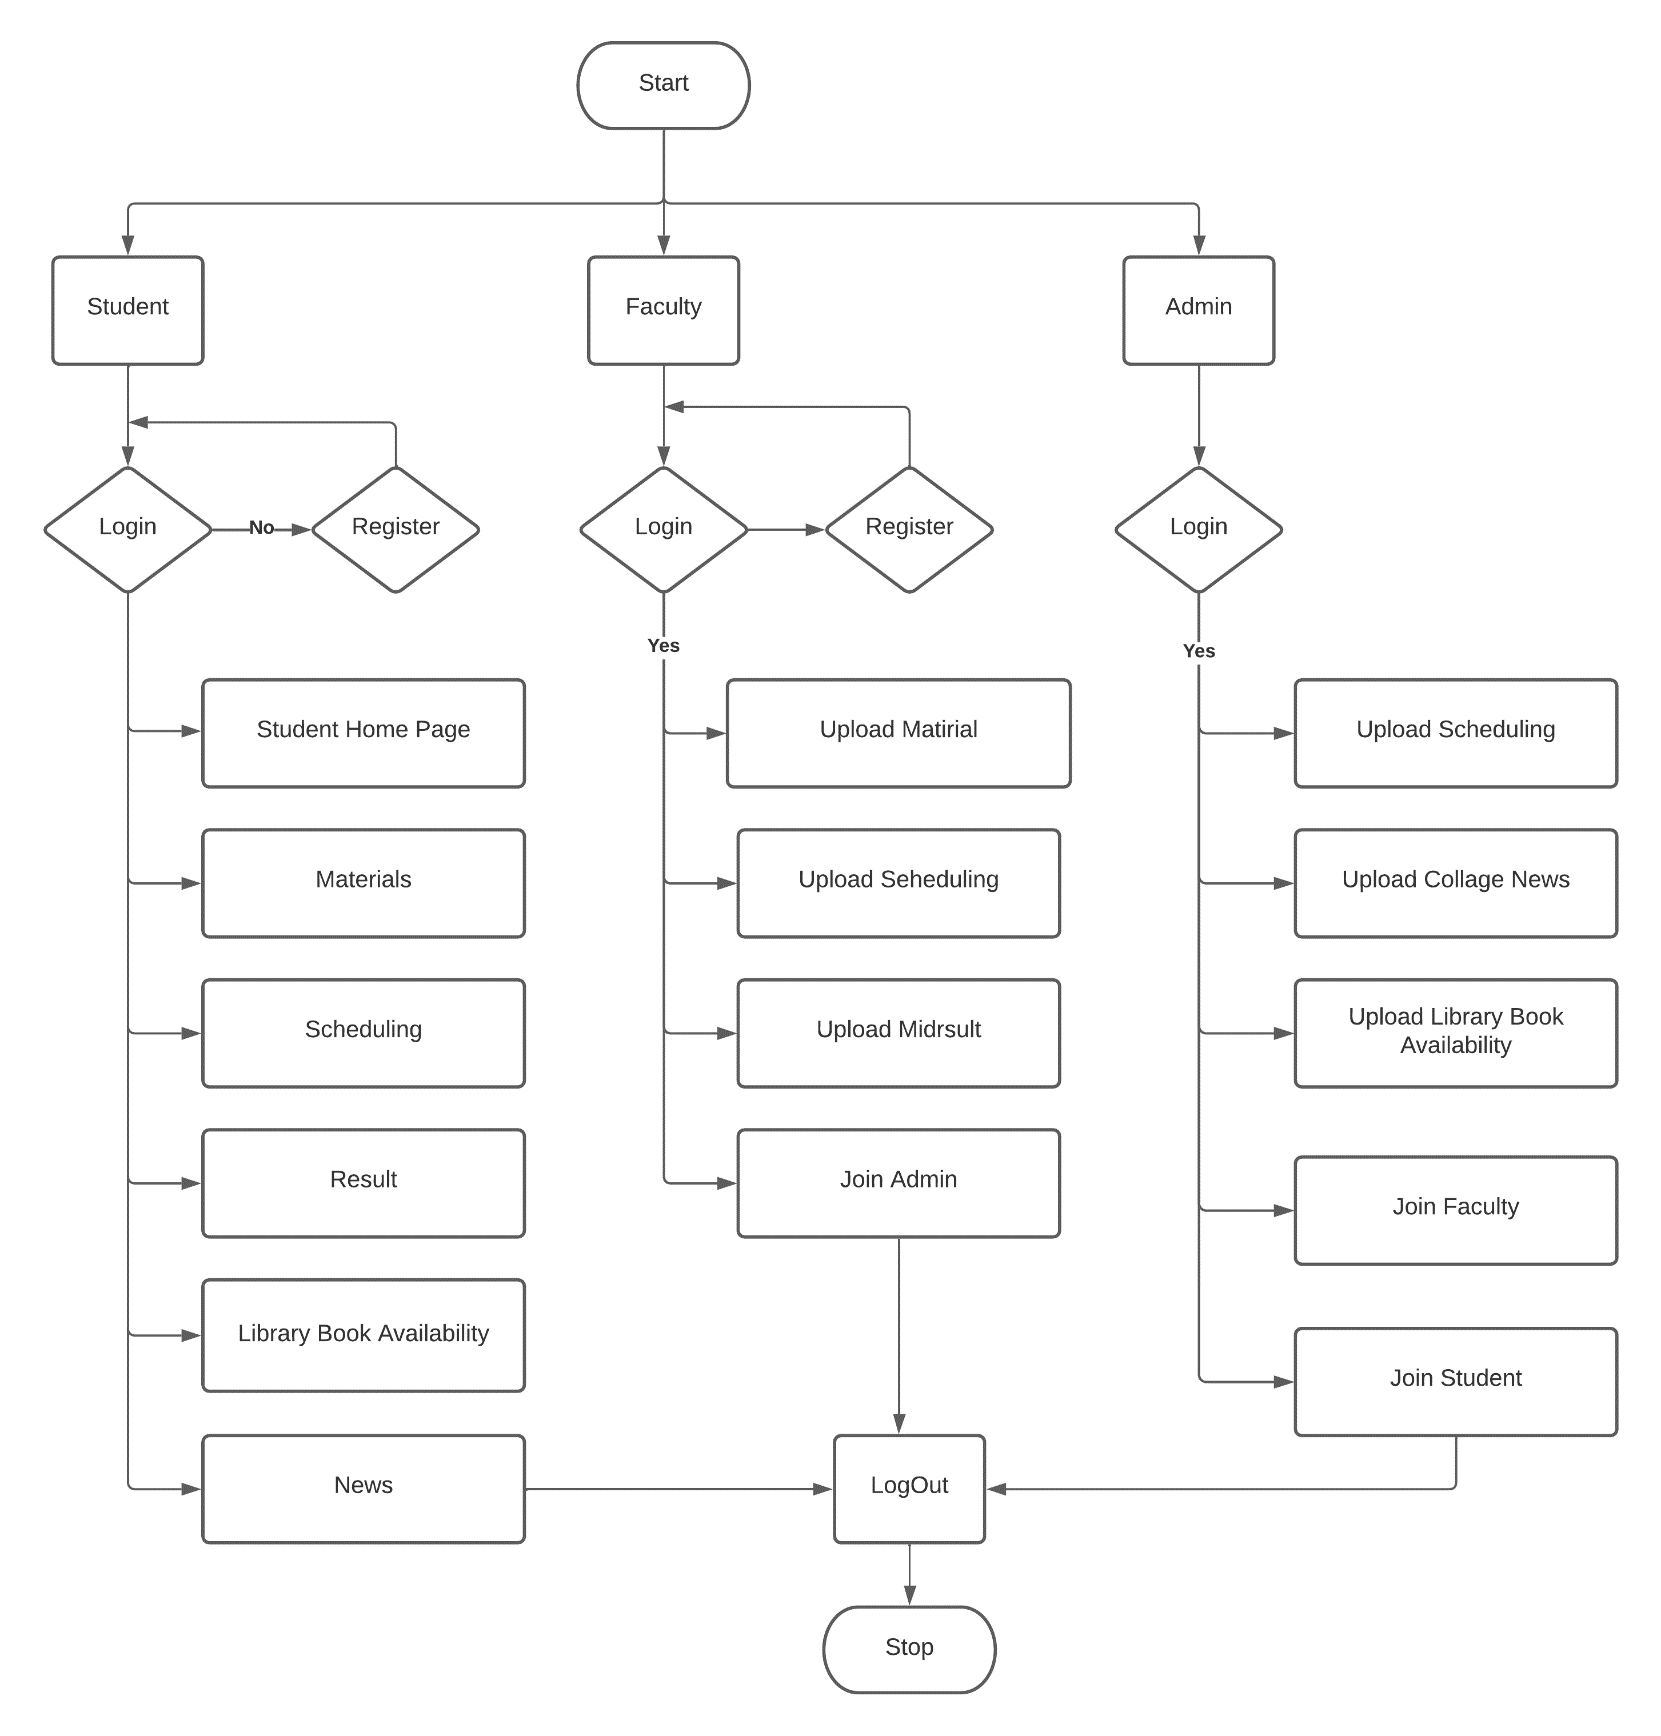 Start
Student
Faculty
Admin
Login
No
Register
Login
Register
Login
Yes
Yes
Student Home Page
Upload Matirial
Upload Scheduling
Materials
Upload Seheduling
Upload Collage News
Scheduling
Upload Midrsult
Upload Library Book
Availability
Result
Join Admin
Join Faculty
Library Book Availability
Join Student
News
LogOut
Stop